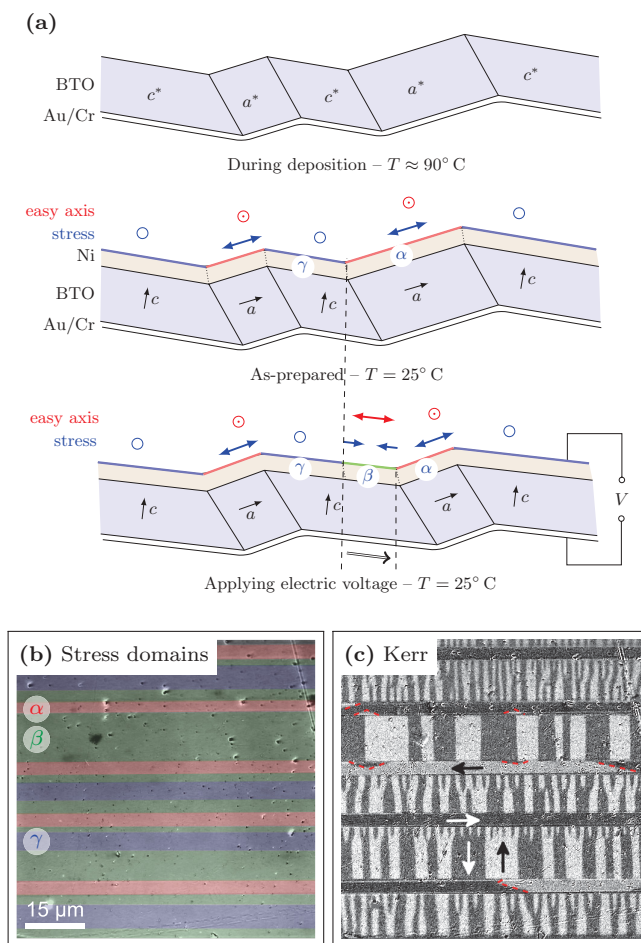 (a)
BTO
Au/Cr
c* a* c* a* c*
During deposition – T ≈ 90° C
easy axis
stress
Ni
γ α
BTO
Au/Cr
c a c a c
As-prepared – T = 25° C
easy axis
stress
γ β α
c a c a c
V
Applying electric voltage – T = 25° C
(b) Stress domains
α
β
γ
15 μm
(c) Kerr